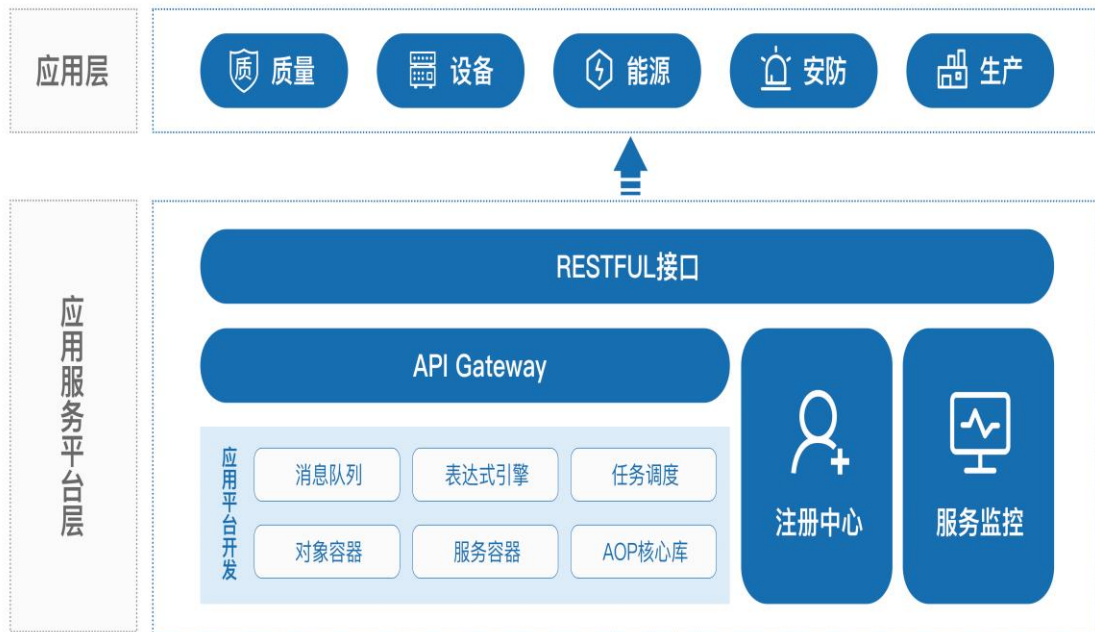 应用层
质
质量
设备
能源
安防
生产
应用服务平台层
RESTFUL接口
API Gateway
应用平台开发
消息队列
表达式引擎
任务调度
对象容器
服务容器
AOP核心库
注册中心
服务监控